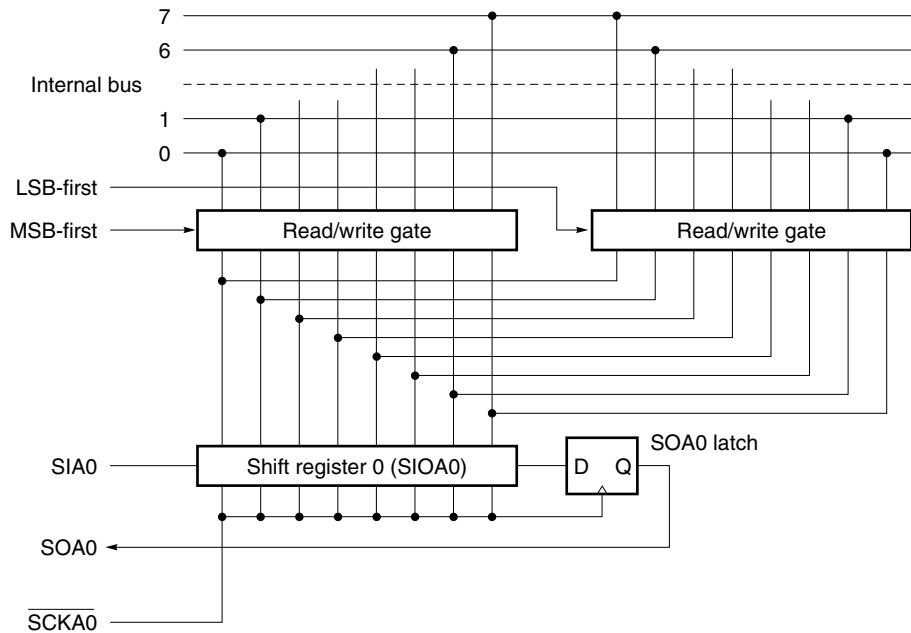 7
6
Internal bus
1
0
LSB-first
MSB-first
Read/write gate
Read/write gate
SOA0 latch
SIA0
Shift register 0 (SIOA0)
D Q
SOA0
SCKA0